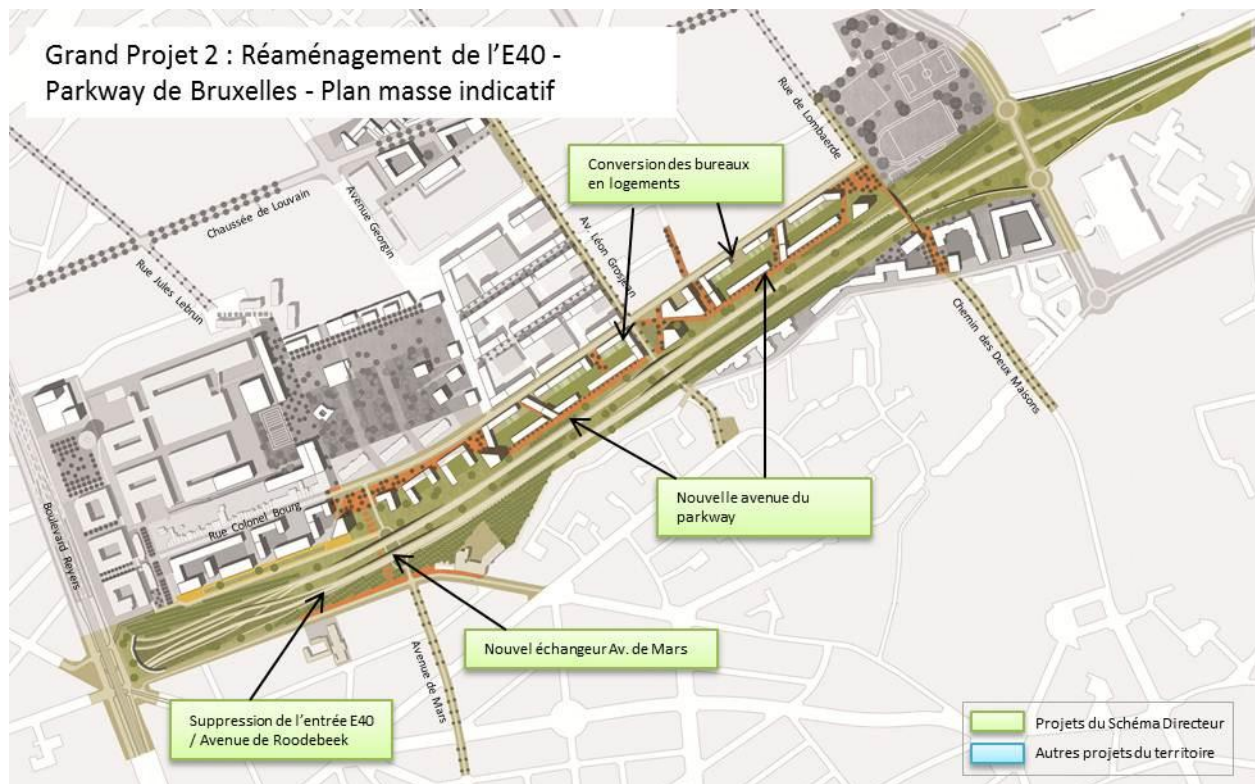 Grand Projet 2 : Réaménagement de l'E40 -
Parkway de Bruxelles - Plan masse indicatif
Rue de Lombaerde
Conversion des bureaux
en logements
Chaussée de Louvain
Avenue Georgin
Rue Jules Lebrun
Av. Léon Grosjean
Chemin des Deux Maisons
Nouvelle avenue du
parkway
Rue Colonel Bourg
Boulevard Reyers
Nouvel échangeur Av. de Mars
Avenue de Mars
Suppression de l'entrée E40
/ Avenue de Roodebeek
Projets du Schéma Directeur
Autres projets du territoire